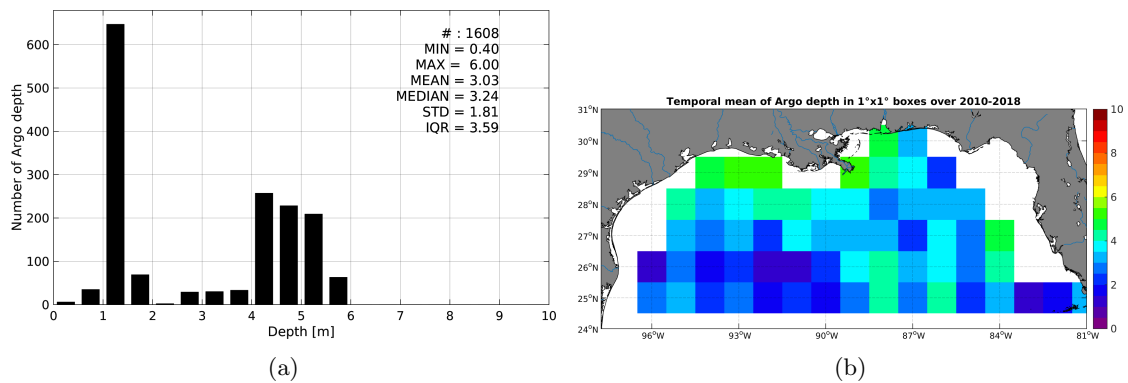 Number of Argo depth
600
500
400
300
200
100
0
# : 1608
MIN = 0.40
MAX = 6.00
MEAN = 3.03
MEDIAN = 3.24
STD = 1.81
IQR = 3.59
0 1 2 3 4 5 6 7 8 9 10
Depth [m]
(a)
Temporal mean of Argo depth in 1°x1° boxes over 2010-2018
31°N
30°N
29°N
28°N
27°N
26°N
25°N
24°N
96°W 93°W 90°W 87°W 84°W 81°W
10
8
6
4
2
0
(b)